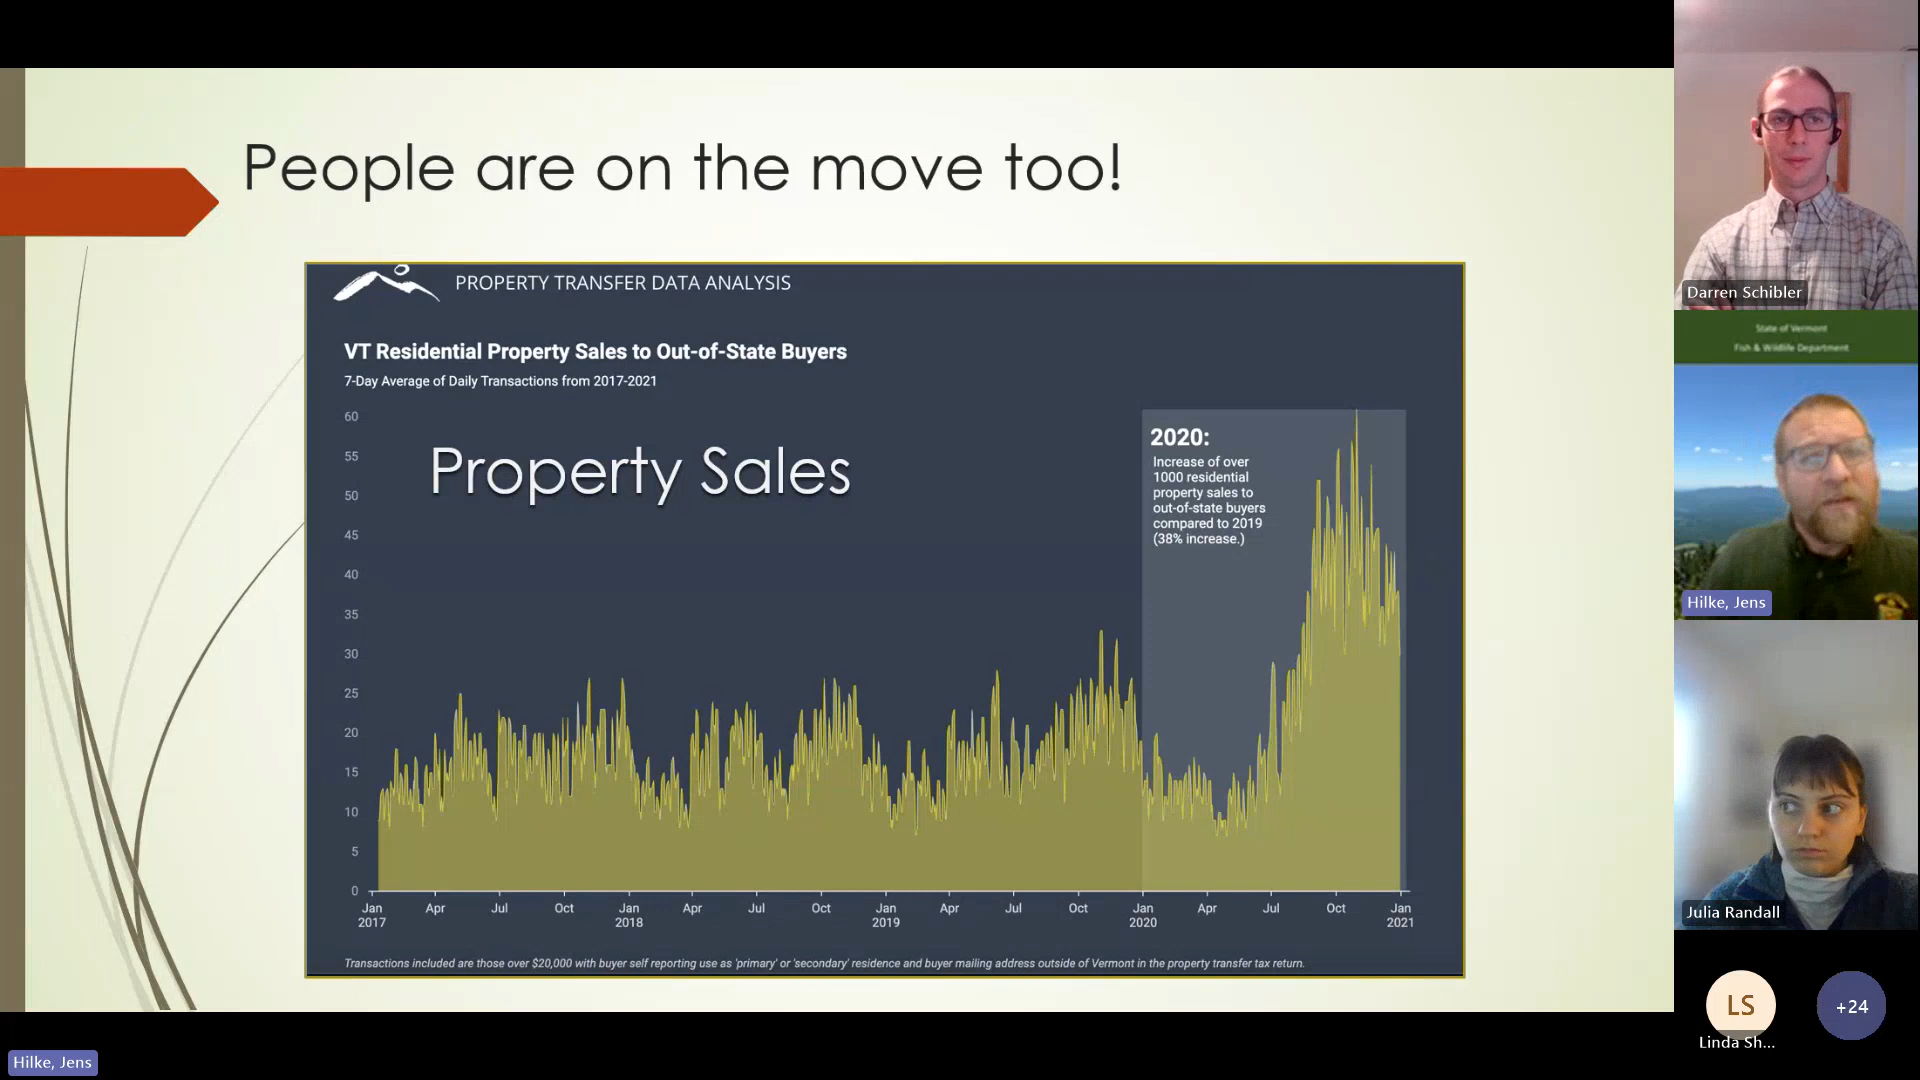 People are on the move too!
PROPERTY TRANSFER DATA ANALYSIS
VT Residential Property Sales to Out-of-State Buyers
7-Day Average of Daily Transactions from 2017-2021
Property Sales
60
55
50
45
40
35
30
25
20
15
10
5
0
2020:
Increase of over
1000 residential
property sales to
out-of-state buyers
compared to 2019
(38% increase.)
Jan Apr Jul Oct Jan Apr Jul Oct Jan Apr Jul Oct Jan Apr Jul Oct Jan
2017 2018 2019 2020 2021
Transactions included are those over $20,000 with buyer self reporting use as 'primary' or 'secondary' residence and buyer mailing address outside of Vermont in the property transfer tax return.
Hilke, Jens
Darren Schibler
State of Vermont
Fish & Wildlife Department
Hilke, Jens
Julia Randall
LS
+24
Linda Sh...